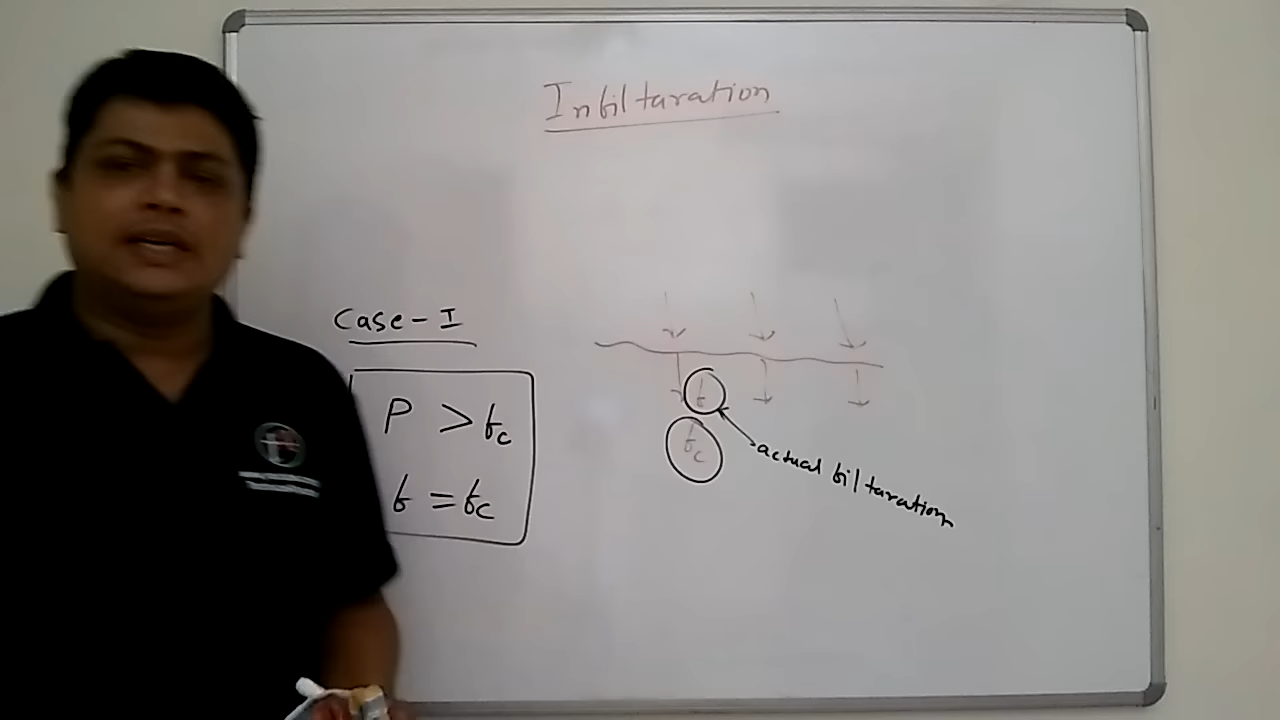 Infiltaration
Case-I
P > fc
f = fc
f
fc
actual filtaration